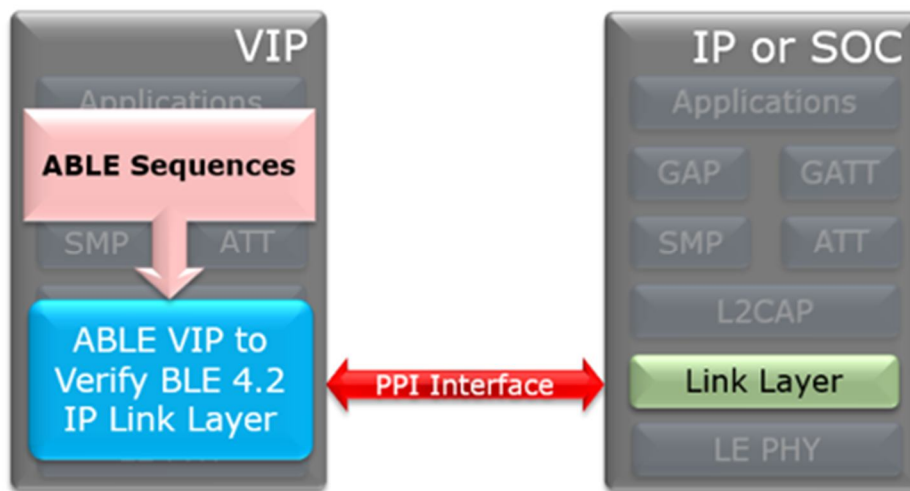 VIP
Applications
ABLE Sequences
SMP
ATT
ABLE VIP to
Verify BLE 4.2
IP Link Layer
PPI Interface
IP or SOC
Applications
GAP
GATT
SMP
ATT
L2CAP
Link Layer
LE PHY